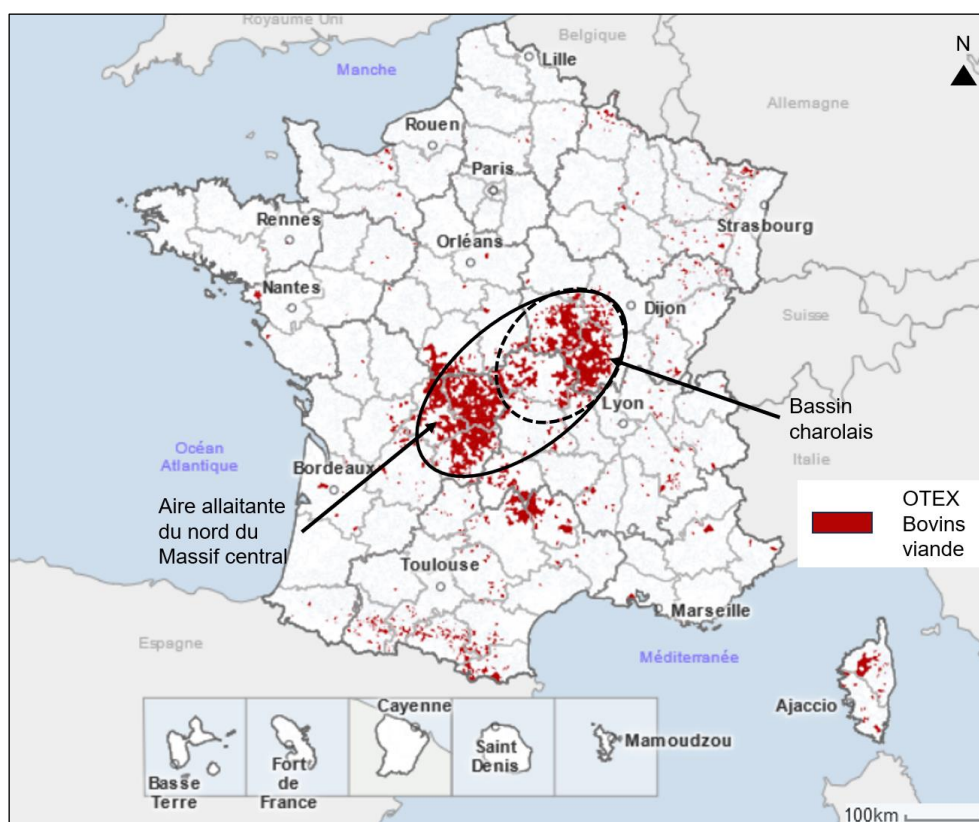 Royaume Uni
Belgique
N
Lille
Manche
Allemagne
Rouen
Paris
Rennes
Strasbourg
Orléans
Nantes
Dijon
Suisse
Lyon
Bassin
charolais
Océan
Atlantique
Bordeaux
Italie
Aire allaitante
du nord du
Massif central
OTEX
Bovins
viande
Toulouse
Marseille
Espagne
Méditerranée
Ajaccio
Cayenne
Basse
Terre
Fort
de
France
Saint
Denis
Mamoudzou
100km